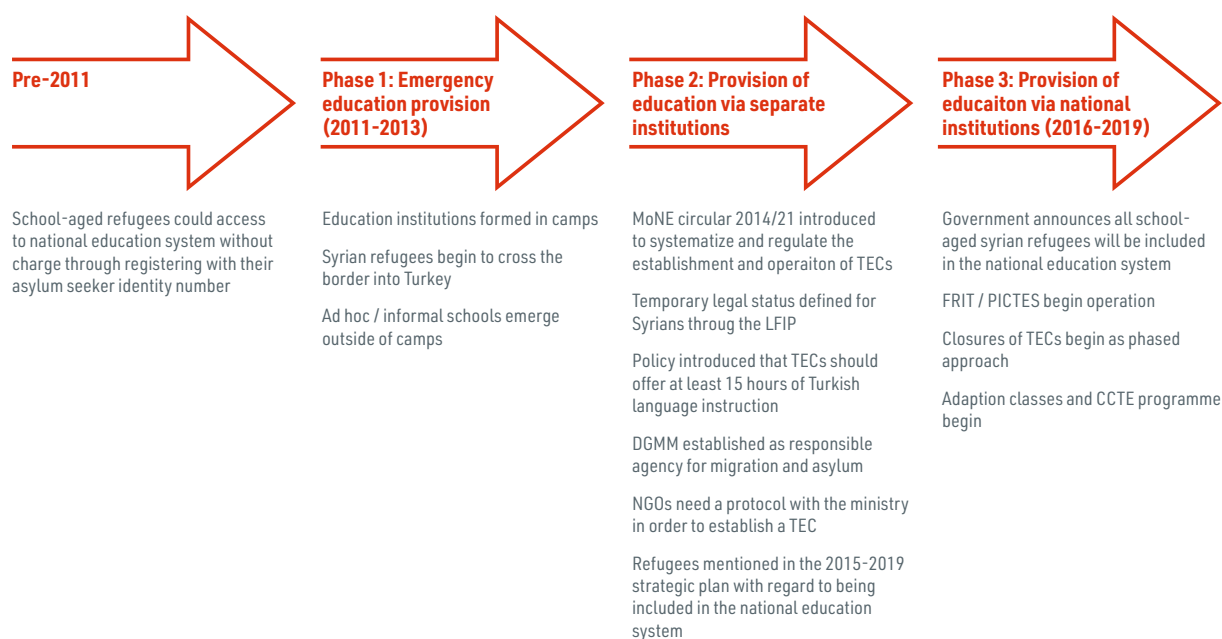 Pre-2011
School-aged refugees could access
to national education system without
charge through registering with their
asylum seeker identity number
Phase 1: Emergency
education provision
(2011-2013)
Education institutions formed in camps
Syrian refugees begin to cross the
border into Turkey
Ad hoc / informal schools emerge
outside of camps
Phase 2: Provision of
education via separate
institutions
MoNE circular 2014/21 introduced
to systematize and regulate the
establishment and operaiton of TECs
Temporary legal status defined for
Syrians throug the LFIP
Policy introduced that TECs should
offer at least 15 hours of Turkish
language instruction
DGMM established as responsible
agency for migration and asylum
NGOs need a protocol with the ministry
in order to establish a TEC
Refugees mentioned in the 2015-2019
strategic plan with regard to being
included in the national education
system
Phase 3: Provision of
educaiton via national
institutions (2016-2019)
Government announces all school-
aged syrian refugees will be included
in the national education system
FRIT / PICTES begin operation
Closures of TECs begin as phased
approach
Adaption classes and CCTE programme
begin